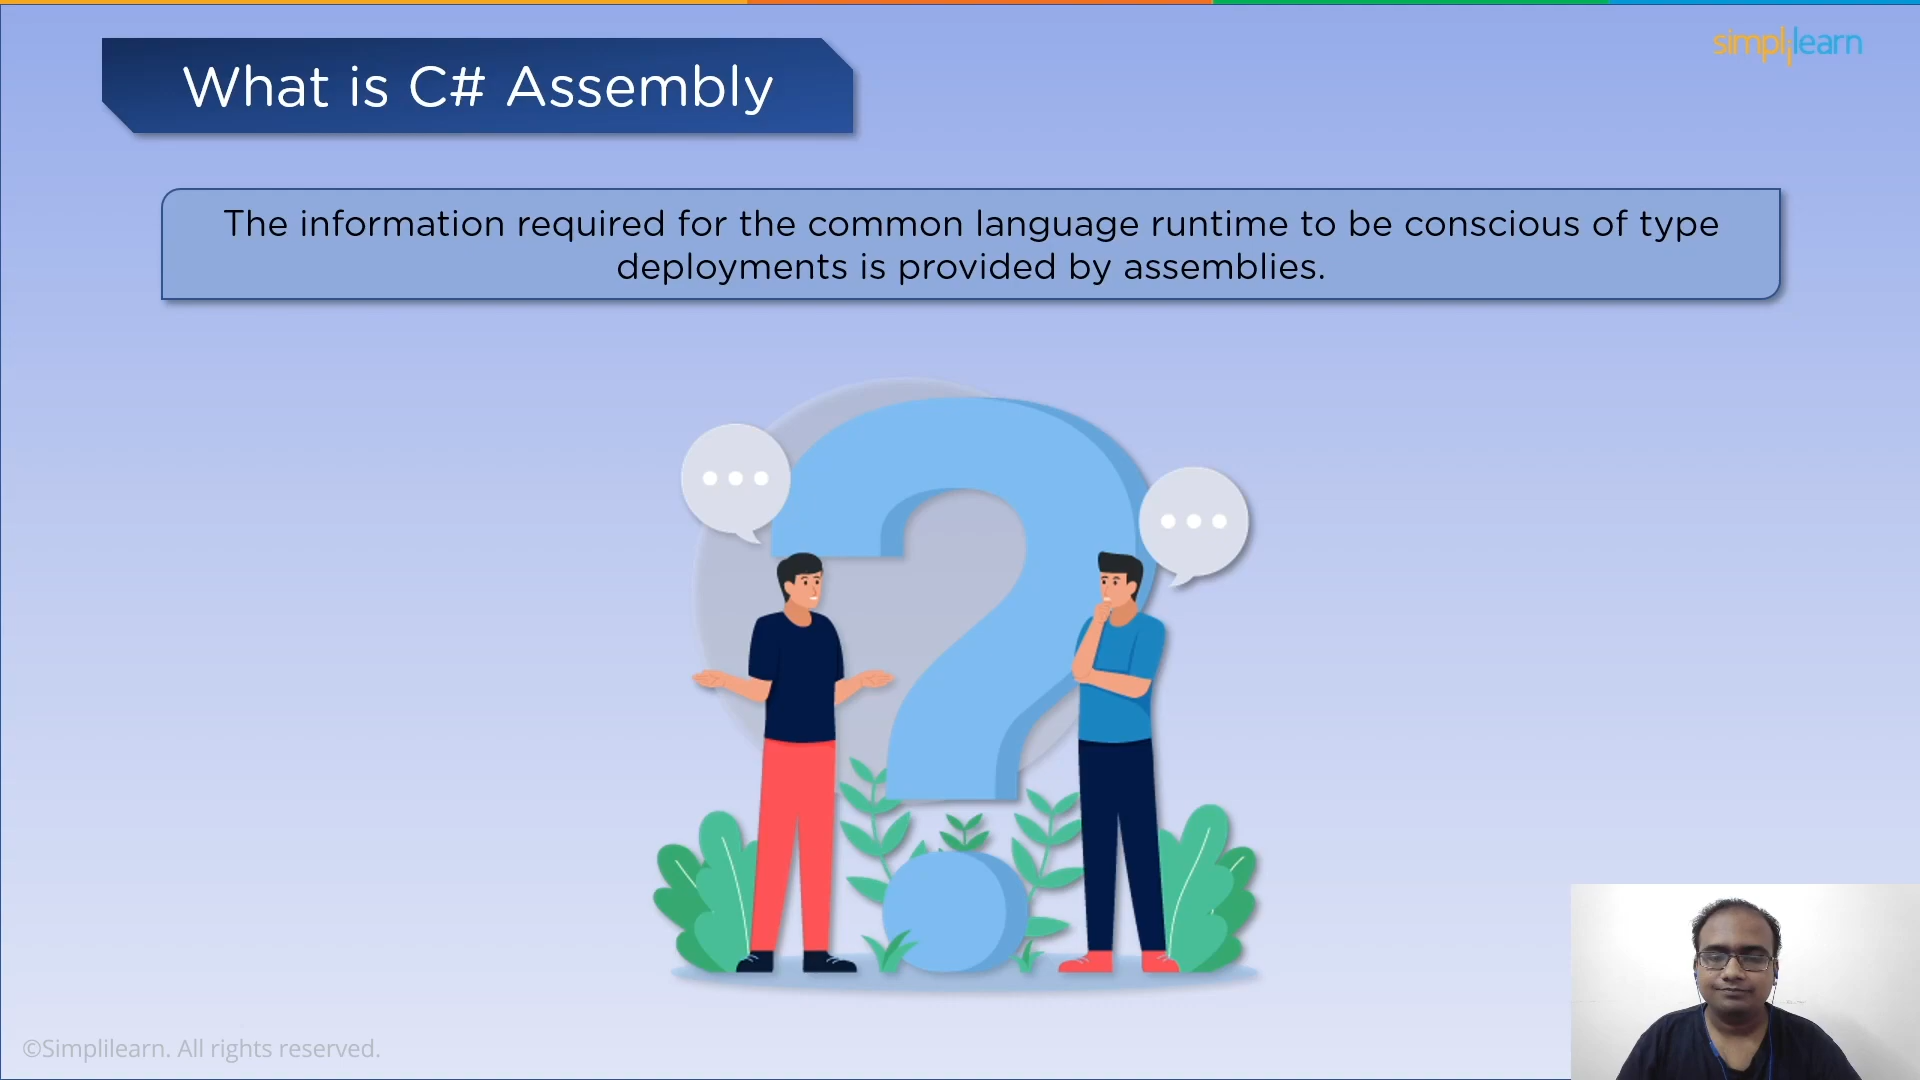 What is C# Assembly
simplilearn
The information required for the common language runtime to be conscious of type
deployments is provided by assemblies.
©Simplilearn. All rights reserved.